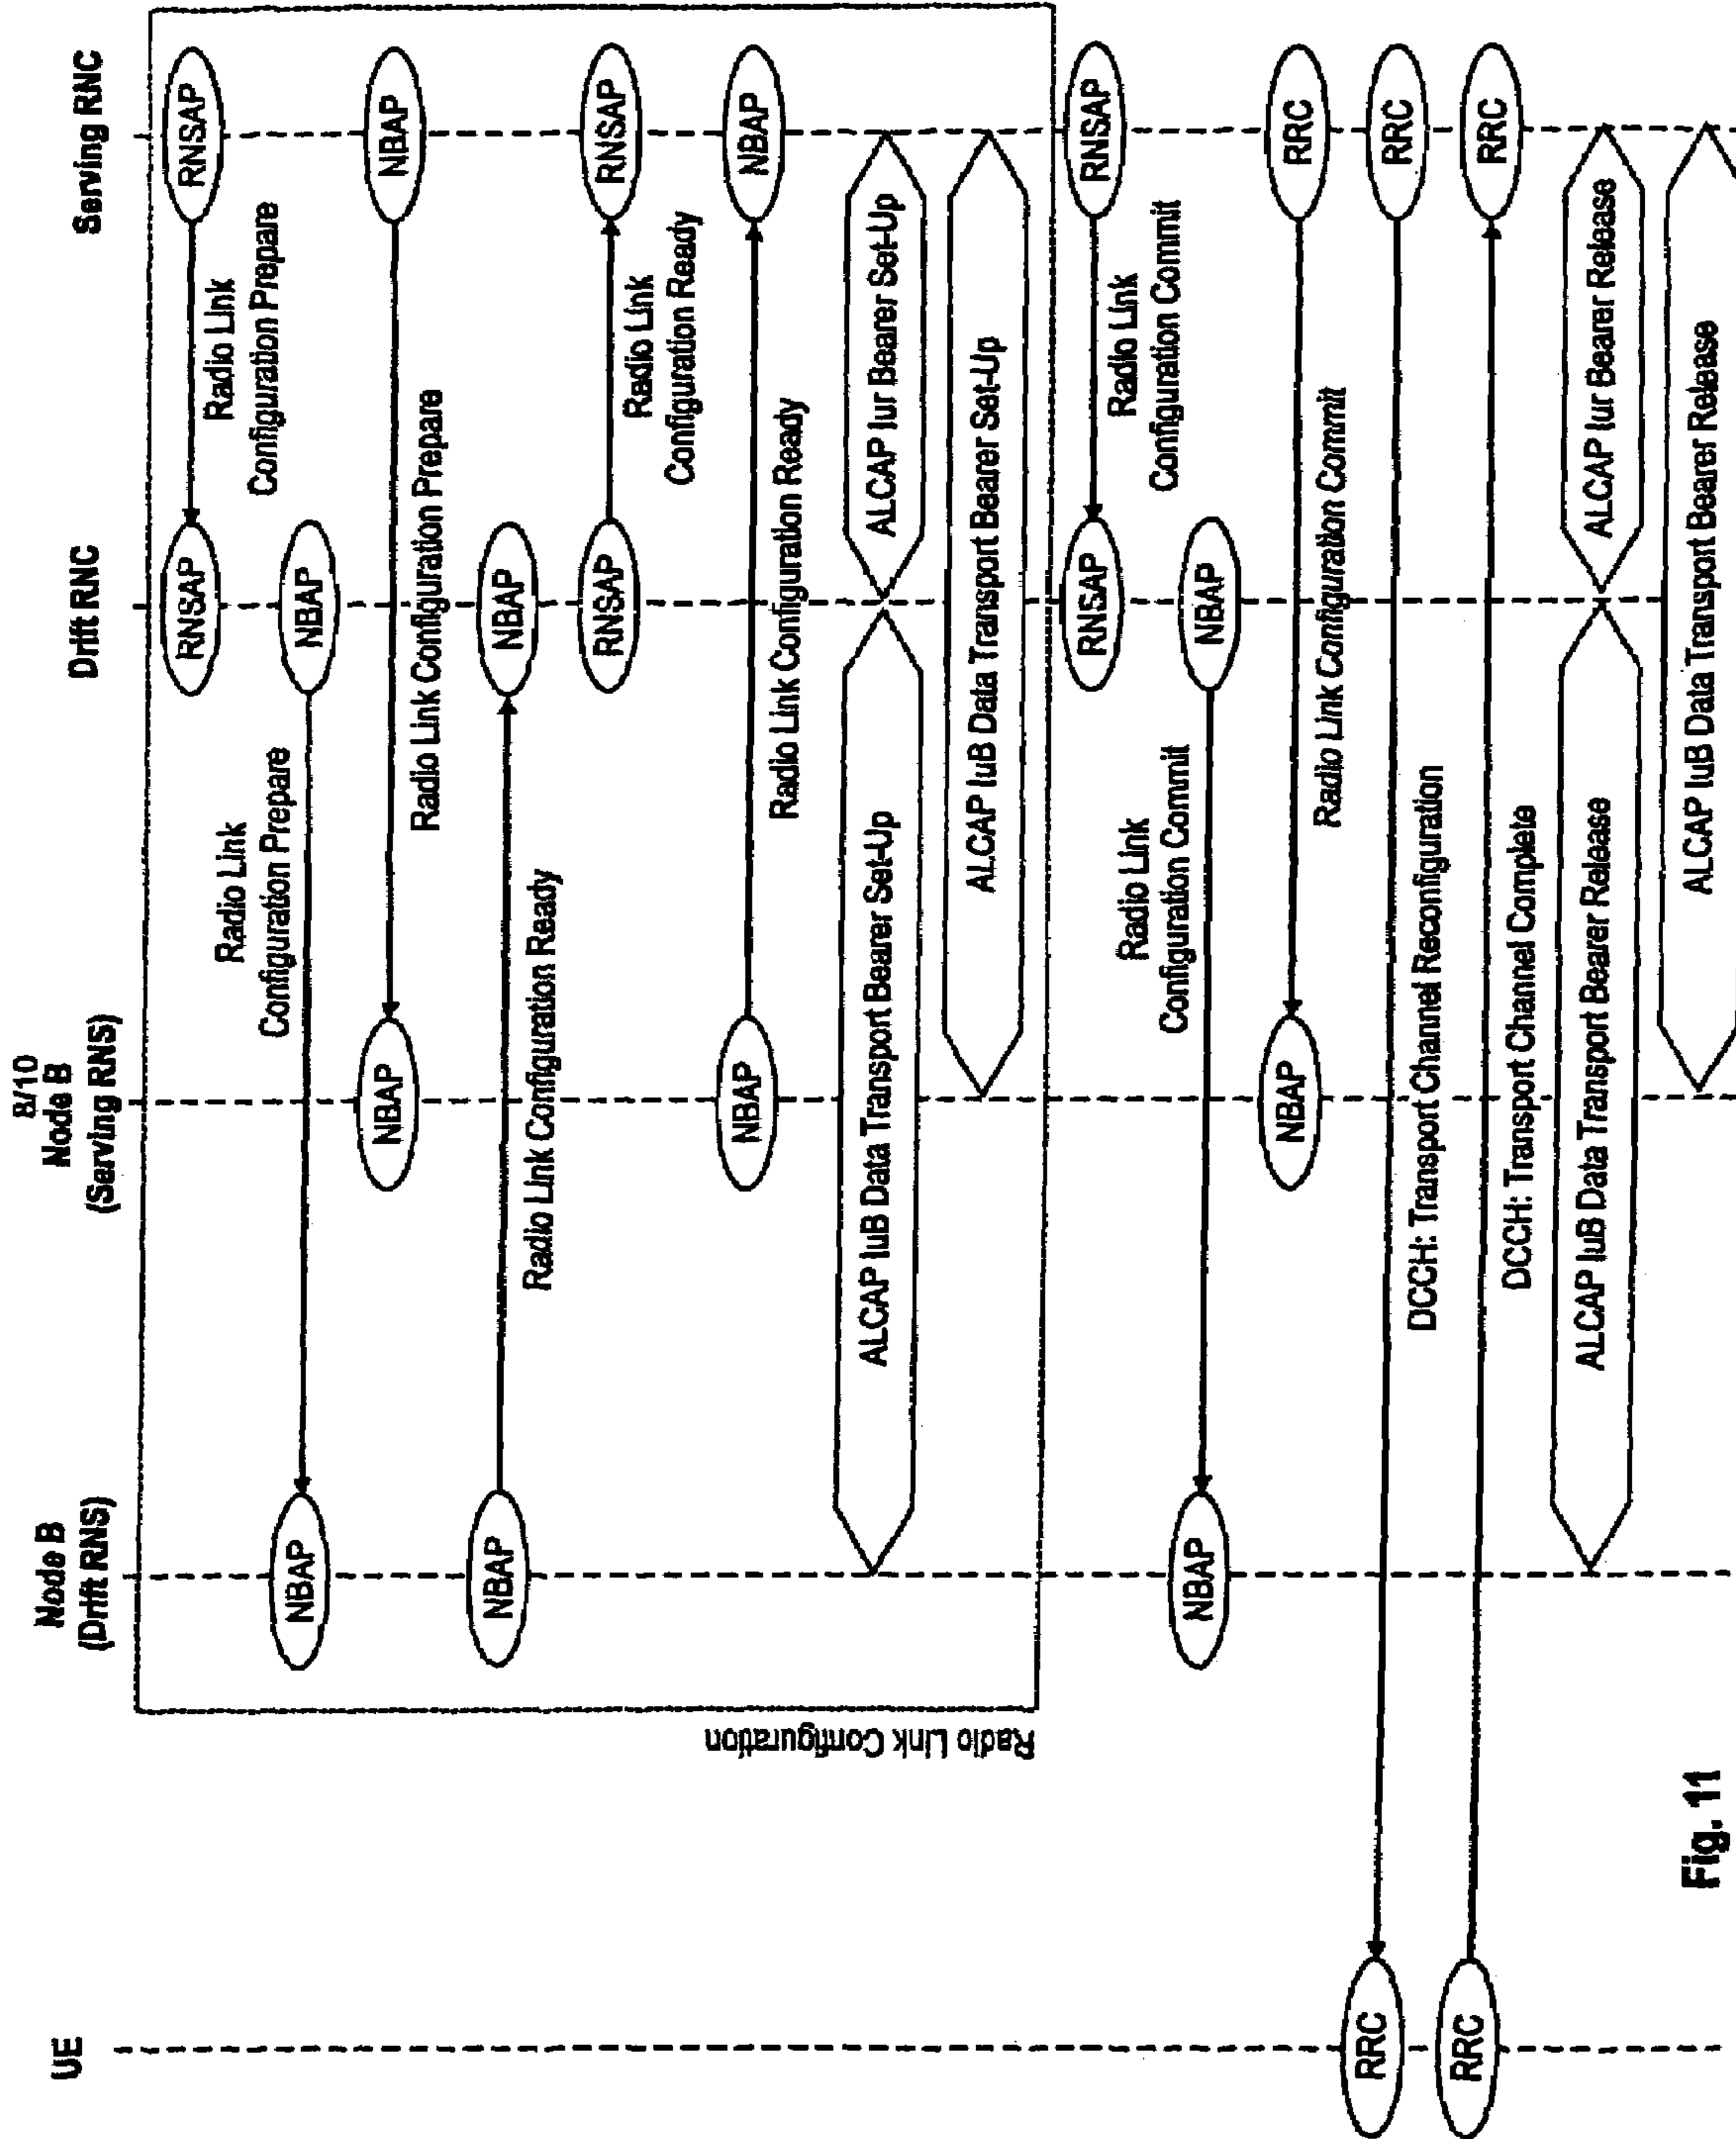 8/10
UE
Node B
(Drift RNS)
Node B
(Serving RNS)
Drift RNC
Serving RNC
Radio Link Configuration
RNSAP
RNSAP
Radio Link
Configuration Prepare
NBAP
NBAP
Radio Link
Configuration Prepare
NBAP
NBAP
Radio Link Configuration Prepare
NBAP
NBAP
Radio Link Configuration Ready
RNSAP
RNSAP
Radio Link
Configuration Ready
NBAP
NBAP
Radio Link Configuration Ready
ALCAP IuB Data Transport Bearer Set-Up
ALCAP Iur Bearer Set-Up
ALCAP IuB Data Transport Bearer Set-Up
RNSAP
RNSAP
Radio Link
Configuration Commit
NBAP
NBAP
Radio Link
Configuration Commit
NBAP
RRC
Radio Link Configuration Commit
RRC
RRC
DCCH: Transport Channel Reconfiguration
RRC
RRC
DCCH: Transport Channel Complete
ALCAP IuB Data Transport Bearer Release
ALCAP Iur Bearer Release
ALCAP IuB Data Transport Bearer Release
Fig. 11